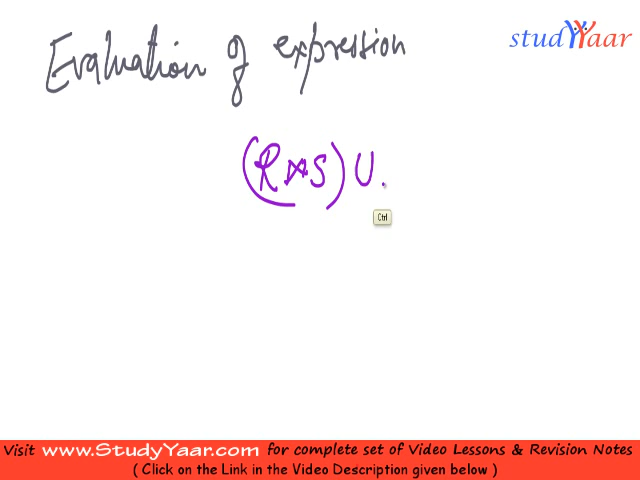 Evaluation of expression
studYYaar
(R⋈S) U.
Ctrl
Visit www.StudyYaar.com for complete set of Video Lessons & Revision Notes
( Click on the Link in the Video Description given below )